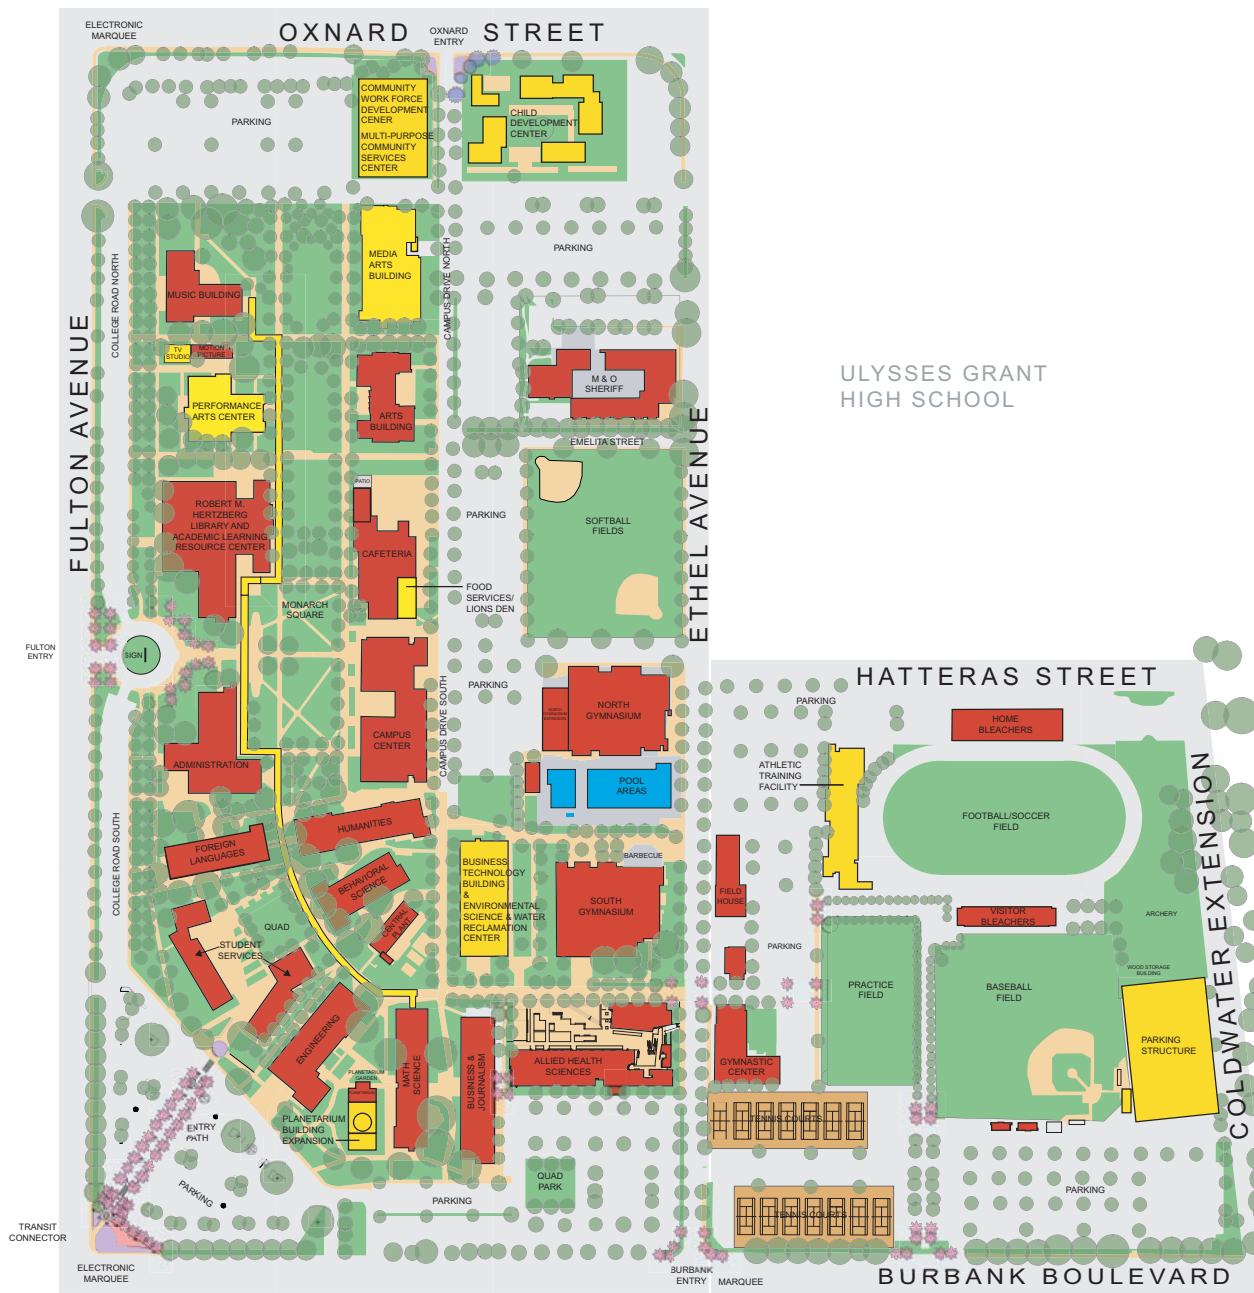 ELECTRONIC
MARQUEE
OXNARD STREET
OXNARD
ENTRY
COMMUNITY
WORK FORCE
DEVELOPMENT
CENER
MULTI-PURPOSE
COMMUNITY
SERVICES
CENTER
PARKING
CHILD
DEVELOPMENT
CENTER
MEDIA
ARTS
BUILDING
PARKING
MUSIC BUILDING
COLLEGE ROAD NORTH
CAMPUS DRIVE NORTH
FULTON AVENUE
TV
STUDIO
MOTION
PICTURE
PERFORMANCE
ARTS CENTER
ARTS
BUILDING
M & O
SHERIFF
ULYSSES GRANT
HIGH SCHOOL
EMELITA STREET
ETHEL AVENUE
PATIO
ROBERT M.
HERTZBERG
LIBRARY AND
ACADEMIC LEARNING
RESOURCE CENTER
PARKING
SOFTBALL
FIELDS
CAFETERIA
FOOD
SERVICES/
LIONS DEN
MONARCH
SQUARE
FULTON
ENTRY
SIGN
PARKING
HATTERAS STREET
NORTH
GYMNASIUM
NORTH
GYMNASIUM
EXPANSION
PARKING
HOME
BLEACHERS
CAMPUS
CENTER
CAMPUS DRIVE SOUTH
ADMINISTRATION
POOL
AREAS
ATHLETIC
TRAINING
FACILITY
FOOTBALL/SOCCER
FIELD
COLDWATER EXTENSION
HUMANITIES
FOREIGN
LANGUAGES
COLLEGE ROAD SOUTH
BEHAVIORAL
SCIENCE
BUSINESS
TECHNOLOGY
BUILDING
&
ENVIRONMENTAL
SCIENCE & WATER
RECLAMATION
CENTER
BARBECUE
SOUTH
GYMNASIUM
FIELD
HOUSE
VISITOR
BLEACHERS
ARCHERY
CENTRAL
PLANT
QUAD
STUDENT
SERVICES
PARKING
WOOD STORAGE
BUILDING
PRACTICE
FIELD
BASEBALL
FIELD
ENGINEERING
PARKING
STRUCTURE
ALLIED HEALTH
SCIENCES
GYMNASTIC
CENTER
PLANETARIUM
GARDEN
PLANETARIUM
MATH
SCIENCE
BUSINESS &
JOURNALISM
PLANETARIUM
BUILDING
EXPANSION
TENNIS COURTS
ENTRY
PATH
PARKING
QUAD
PARK
PARKING
PARKING
TENNIS COURTS
TRANSIT
CONNECTOR
ELECTRONIC
MARQUEE
BURBANK
ENTRY
MARQUEE
BURBANK BOULEVARD